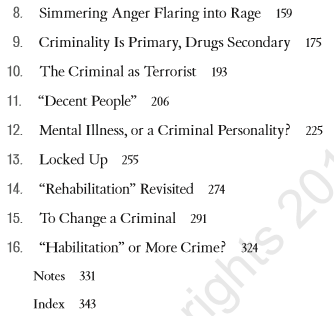 8. Simmering Anger Flaring into Rage 159
9. Criminality Is Primary, Drugs Secondary 175
10. The Criminal as Terrorist 193
11. “Decent People” 206
12. Mental Illness, or a Criminal Personality? 225
13. Locked Up 255
14. “Rehabilitation” Revisited 274
15. To Change a Criminal 291
16. “Habilitation” or More Crime? 324
Notes 331
Index 343